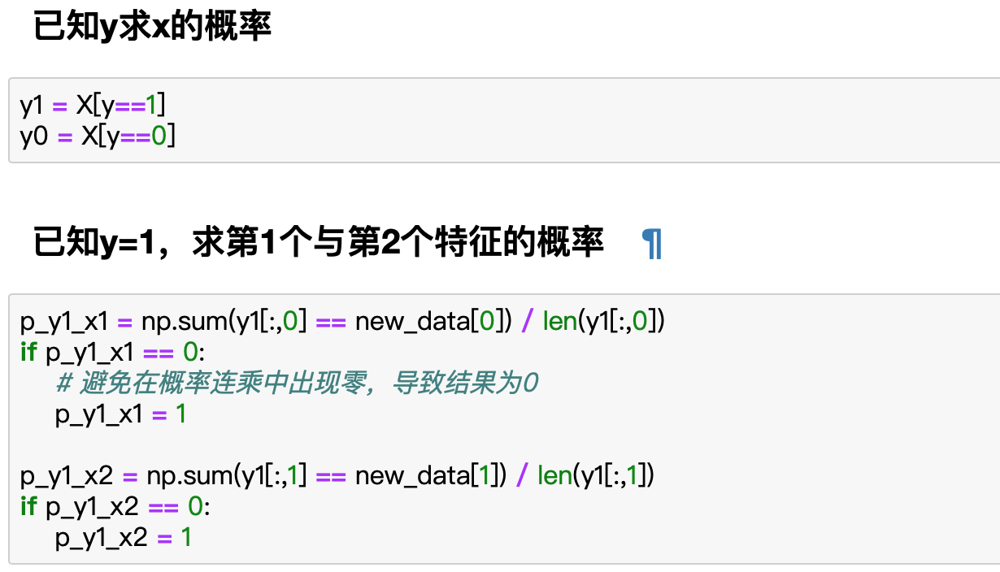 已知y求x的概率
y1 = X[y==1]
y0 = X[y==0]
已知y=1，求第1个与第2个特征的概率 ¶
p_y1_x1 = np.sum(y1[:,0] == new_data[0]) / len(y1[:,0])
if p_y1_x1 == 0:
# 避免在概率连乘中出现零，导致结果为0
p_y1_x1 = 1
p_y1_x2 = np.sum(y1[:,1] == new_data[1]) / len(y1[:,1])
if p_y1_x2 == 0:
p_y1_x2 = 1